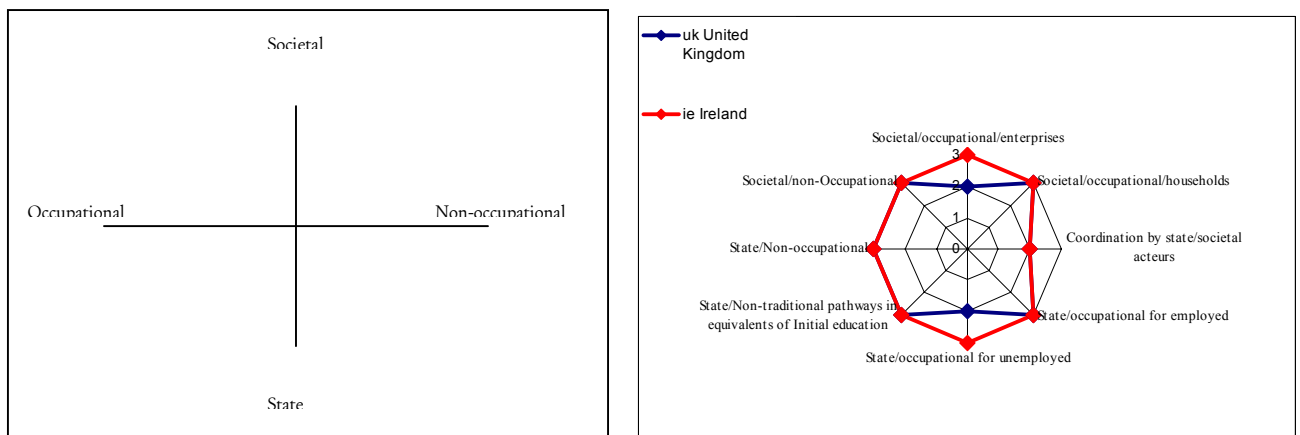 Societal
Occupational
Non-occupational
State
uk United
Kingdom
ie Ireland
Societal/occupational/enterprises
3
Societal/non-Occupational
2
Societal/occupational/households
1
Coordination by state/societal
acteurs
State/Non-occupational
0
State/Non-traditional pathways in
equivalents of Initial education
State/occupational for employed
State/occupational for unemployed